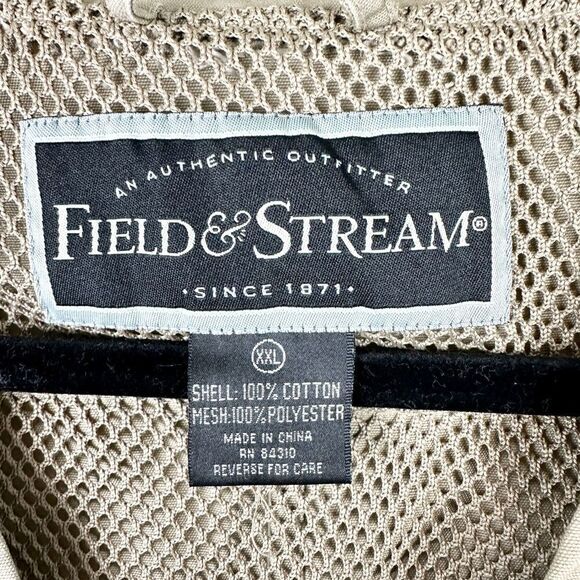 AN AUTHENTIC OUTFITTER
FIELD & STREAM®
• SINCE 1871 •
XXL
SHELL: 100% COTTON
MESH:100% POLYESTER
MADE IN CHINA
RN 84310
REVERSE FOR CARE